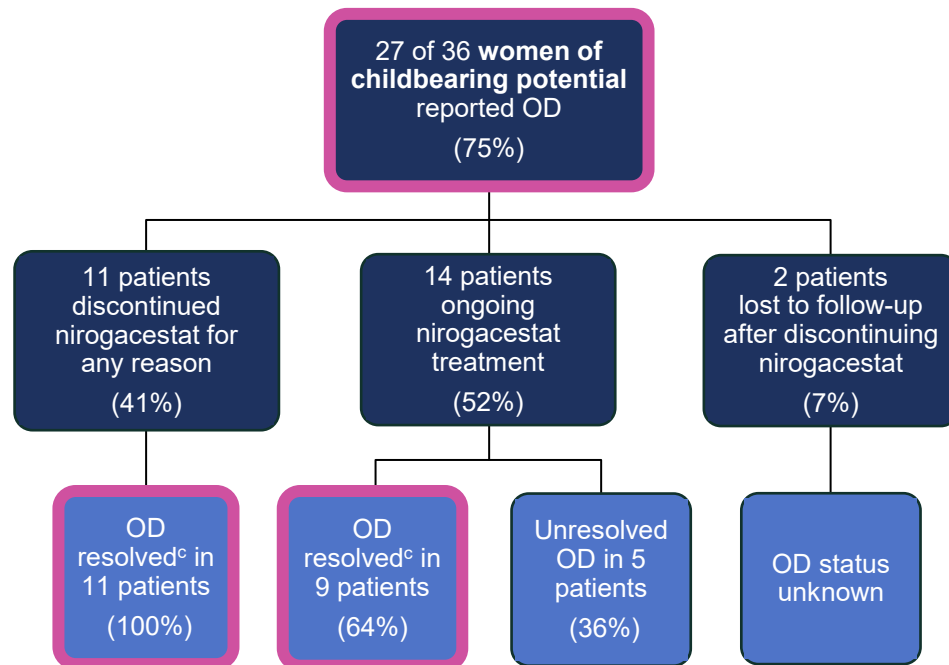 27 of 36 women of
childbearing potential
reported OD
(75%)
11 patients
discontinued
nirogacestat for
any reason
(41%)
14 patients
ongoing
nirogacestat
treatment
(52%)
2 patients
lost to follow-up
after discontinuing
nirogacestat
(7%)
OD
resolvedᶜ in
11 patients
(100%)
OD
resolvedᶜ in
9 patients
(64%)
Unresolved
OD in 5
patients
(36%)
OD status
unknown